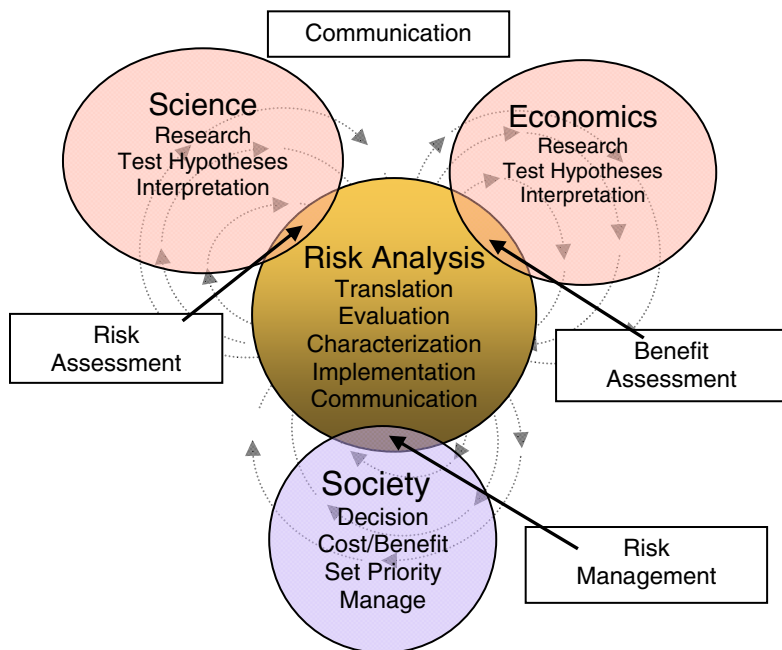 Communication
Science
Research
Test Hypotheses
Interpretation
Economics
Research
Test Hypotheses
Interpretation
Risk Analysis
Translation
Evaluation
Characterization
Implementation
Communication
Risk
Assessment
Benefit
Assessment
Society
Decision
Cost/Benefit
Set Priority
Manage
Risk
Management